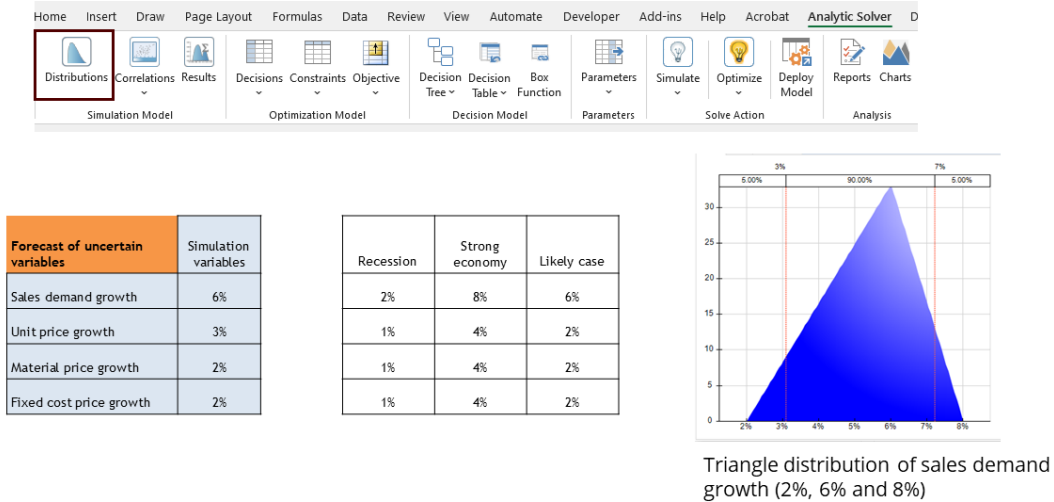 Home Insert Draw Page Layout Formulas Data Review View Automate Developer Add-ins Help Acrobat Analytic Solver D
Distributions Correlations Results Decisions Constraints Objective Decision Decision Box Parameters Simulate Optimize Deploy Reports Charts
Tree Table Function Model
Simulation Model Optimization Model Decision Model Parameters Solve Action Analysis
Forecast of uncertain
variables
Simulation
variables
Sales demand growth 6%
Unit price growth 3%
Material price growth 2%
Fixed cost price growth 2%
Recession Strong
economy Likely case
2% 8% 6%
1% 4% 2%
1% 4% 2%
1% 4% 2%
3% 7%
5.00% 90.00% 5.00%
30
25
20
15
10
5
0
2% 3% 4% 5% 6% 7% 8%
Triangle distribution of sales demand
growth (2%, 6% and 8%)